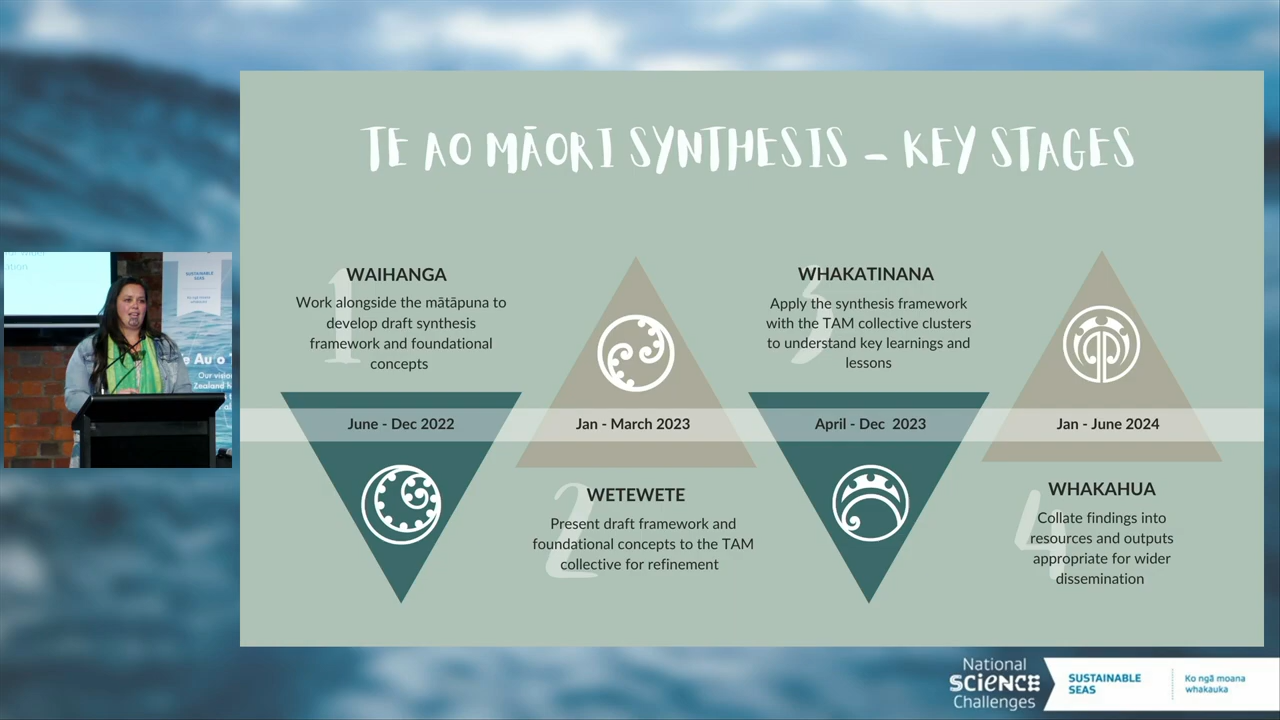 TE AO MĀORI SYNTHESIS – KEY STAGES
1
WAIHANGA
Work alongside the mātāpuna to
develop draft synthesis
framework and foundational
concepts
June - Dec 2022
Jan - March 2023
2
WETEWETE
Present draft framework and
foundational concepts to the TAM
collective for refinement
3
WHAKATINANA
Apply the synthesis framework
with the TAM collective clusters
to understand key learnings and
lessons
April - Dec 2023
Jan - June 2024
4
WHAKAHUA
Collate findings into
resources and outputs
appropriate for wider
dissemination
SUSTAINABLE
SEAS
Our
Zealand
National
SCIENCE
Challenges
SUSTAINABLE
SEAS
Ko ngā moana
whakauka